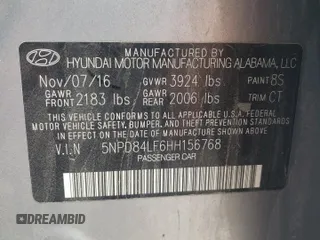 MANUFACTURED BY
HYUNDAI MOTOR MANUFACTURING ALABAMA, LLC
Nov/07/16 GVWR 3924 lbs PAINT 8S
GAWR FRONT 2183 lbs GAWR REAR 2006 lbs TRIM CT
THIS VEHICLE CONFORMS TO ALL APPLICABLE
U.S. FEDERAL MOTOR VEHICLE SAFETY, BUMPER,
AND THEFT PREVENTION STANDARDS IN EFFECT ON
THE DATE OF MANUFACTURE SHOWN ABOVE.
V.I.N 5NPD84LF6HH156768
PASSENGER CAR
DREAMBID